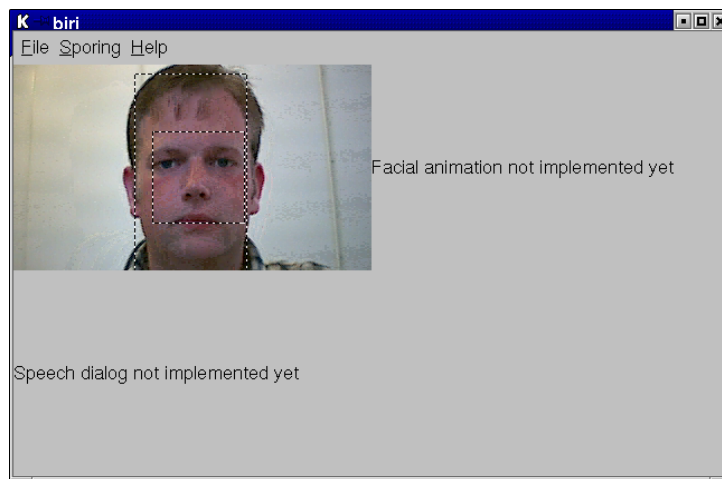 K biri
File Sporing Help
Facial animation not implemented yet
Speech dialog not implemented yet